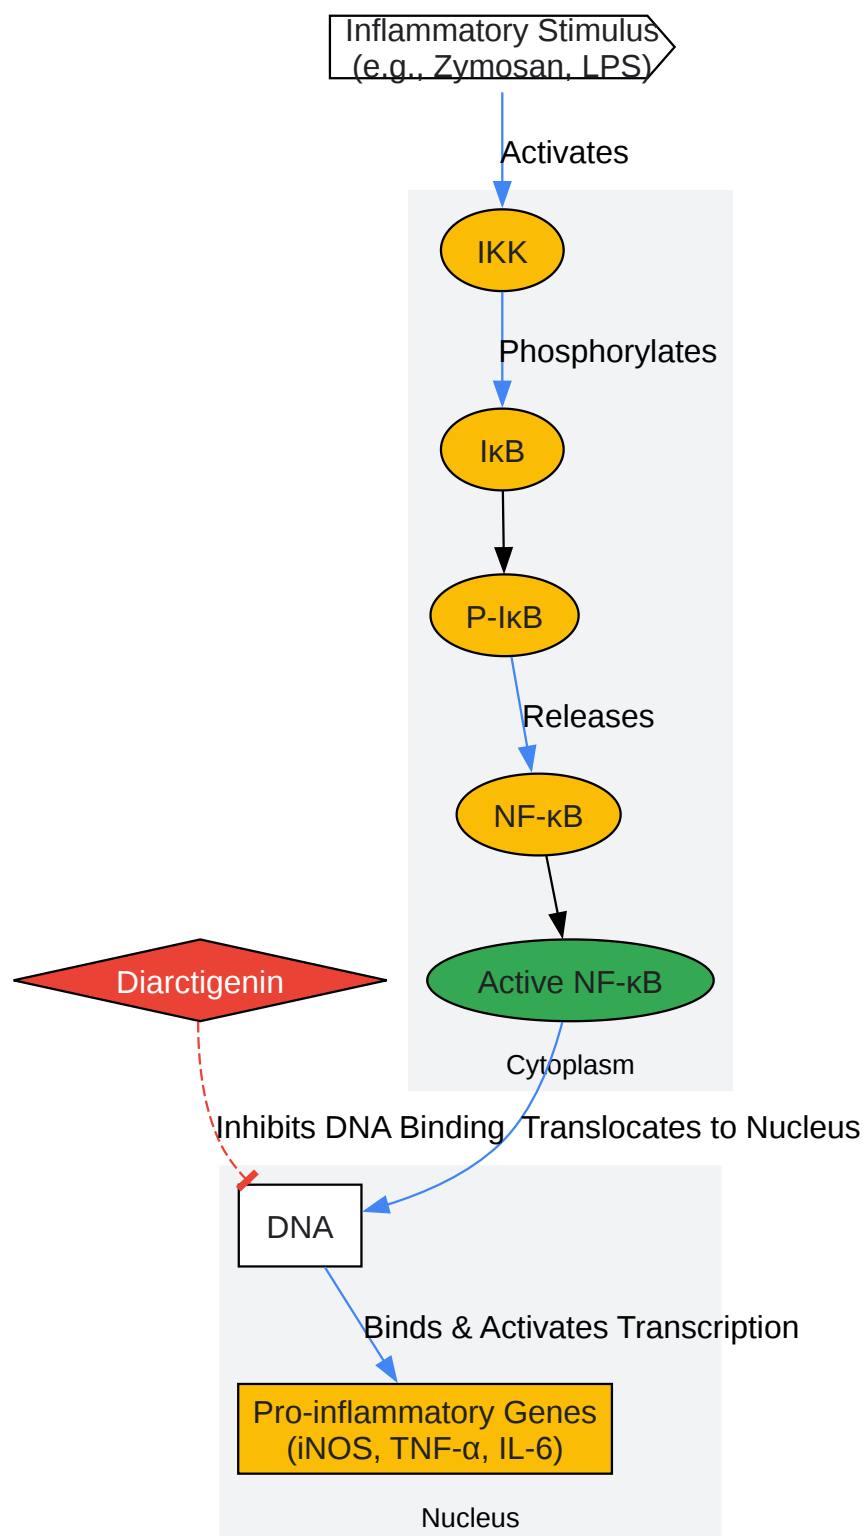 Inflammatory Stimulus
(e.g., Zymosan, LPS)
Activates
IKK
Phosphorylates
IκB
P-IκB
Releases
NF-κB
Diarctigenin
Active NF-κB
Cytoplasm
Inhibits DNA Binding
Translocates to Nucleus
DNA
Binds & Activates Transcription
Pro-inflammatory Genes
(iNOS, TNF-α, IL-6)
Nucleus